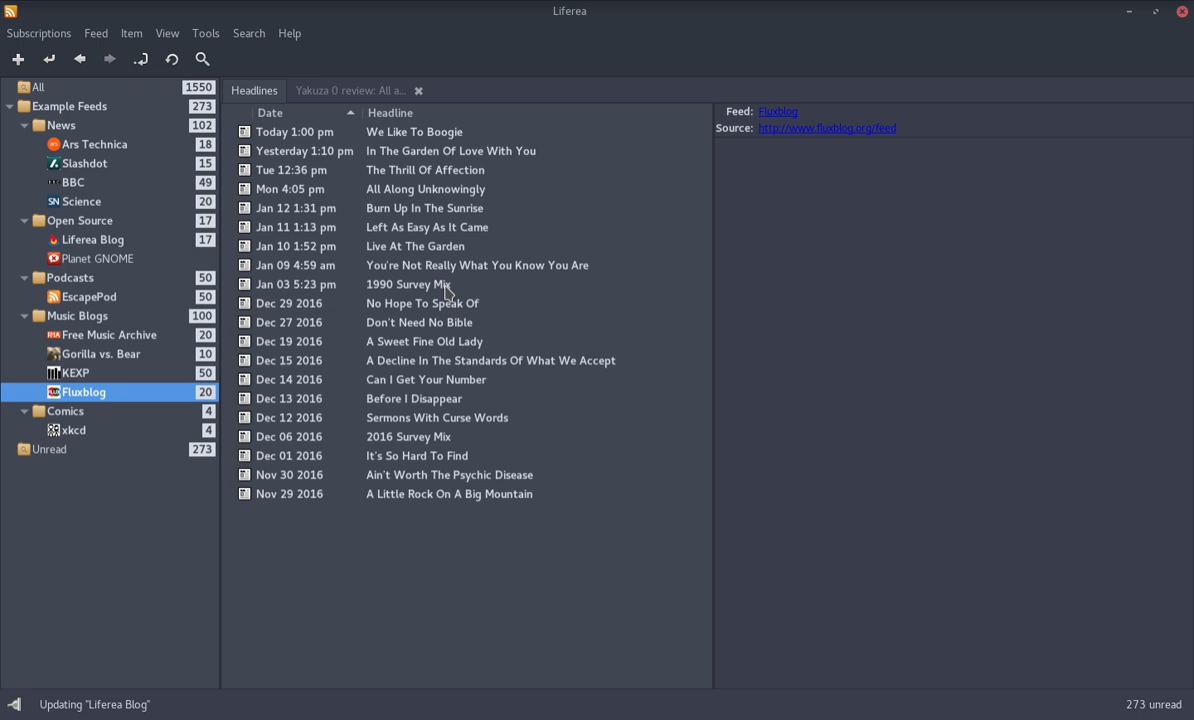 Liferea
Subscriptions Feed Item View Tools Search Help
All 1550
Example Feeds 273
News 102
Ars Technica 18
Slashdot 15
BBC 49
SN Science 20
Open Source 17
Liferea Blog 17
Planet GNOME
Podcasts 50
EscapePod 50
Music Blogs 100
Free Music Archive 20
Gorilla vs. Bear 10
KEXP 50
Fluxblog 20
Comics 4
xkcd 4
Unread 273
Headlines Yakuza 0 review: All a...
Date Headline
Today 1:00 pm We Like To Boogie
Yesterday 1:10 pm In The Garden Of Love With You
Tue 12:36 pm The Thrill Of Affection
Mon 4:05 pm All Along Unknowingly
Jan 12 1:31 pm Burn Up In The Sunrise
Jan 11 1:13 pm Left As Easy As It Came
Jan 10 1:52 pm Live At The Garden
Jan 09 4:59 am You're Not Really What You Know You Are
Jan 03 5:23 pm 1990 Survey Mix
Dec 29 2016 No Hope To Speak Of
Dec 27 2016 Don't Need No Bible
Dec 19 2016 A Sweet Fine Old Lady
Dec 15 2016 A Decline In The Standards Of What We Accept
Dec 14 2016 Can I Get Your Number
Dec 13 2016 Before I Disappear
Dec 12 2016 Sermons With Curse Words
Dec 06 2016 2016 Survey Mix
Dec 01 2016 It's So Hard To Find
Nov 30 2016 Ain't Worth The Psychic Disease
Nov 29 2016 A Little Rock On A Big Mountain
Feed: Fluxblog
Source: http://www.fluxblog.org/feed
Updating "Liferea Blog" 273 unread